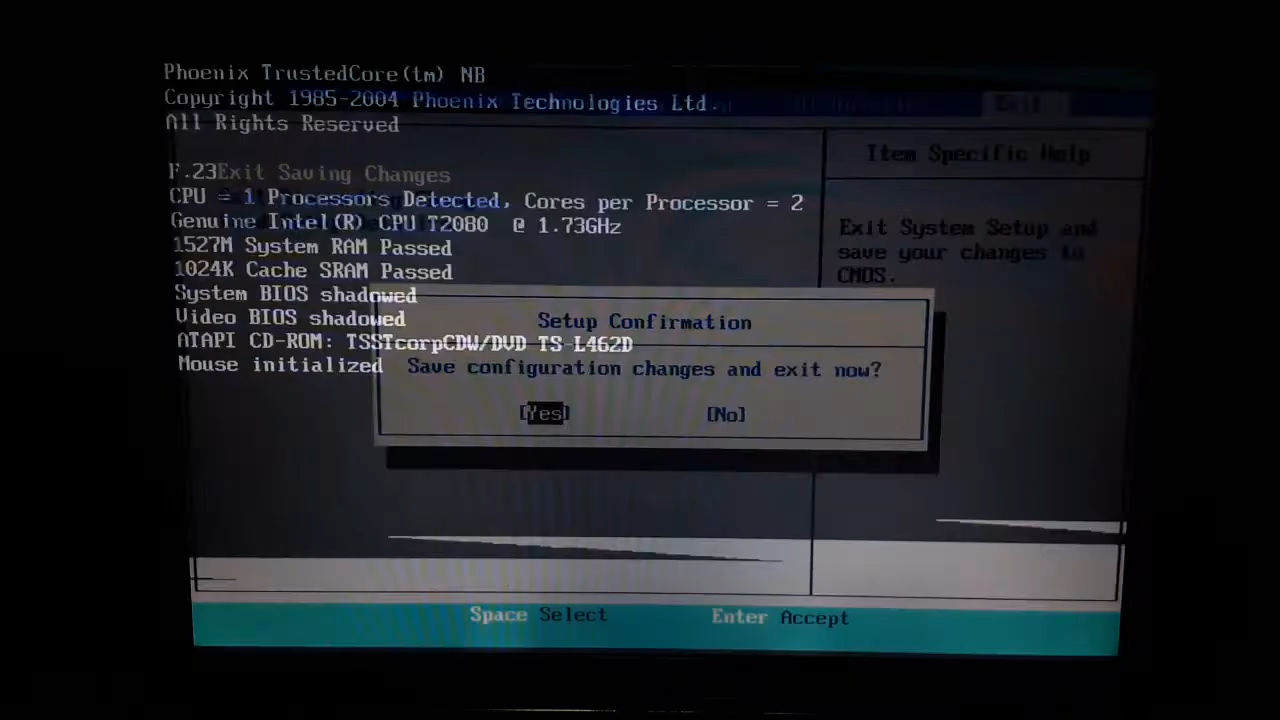 Phoenix TrustedCore(tm) NB
Copyright 1985-2004 Phoenix Technologies Ltd.
Exit
All Rights Reserved
Item Specific Help
F.23
Exit Saving Changes
CPU = 1 Processors Detected, Cores per Processor = 2
Genuine Intel(R) CPU T2080 @ 1.73GHz
1527M System RAM Passed
1024K Cache SRAM Passed
System BIOS shadowed
Video BIOS shadowed
ATAPI CD-ROM: TSSTcorpCDW/DVD TS-L462D
Mouse initialized
Exit System Setup and
save your changes to
CMOS.
Setup Confirmation
Save configuration changes and exit now?
[Yes] [No]
Space Select Enter Accept